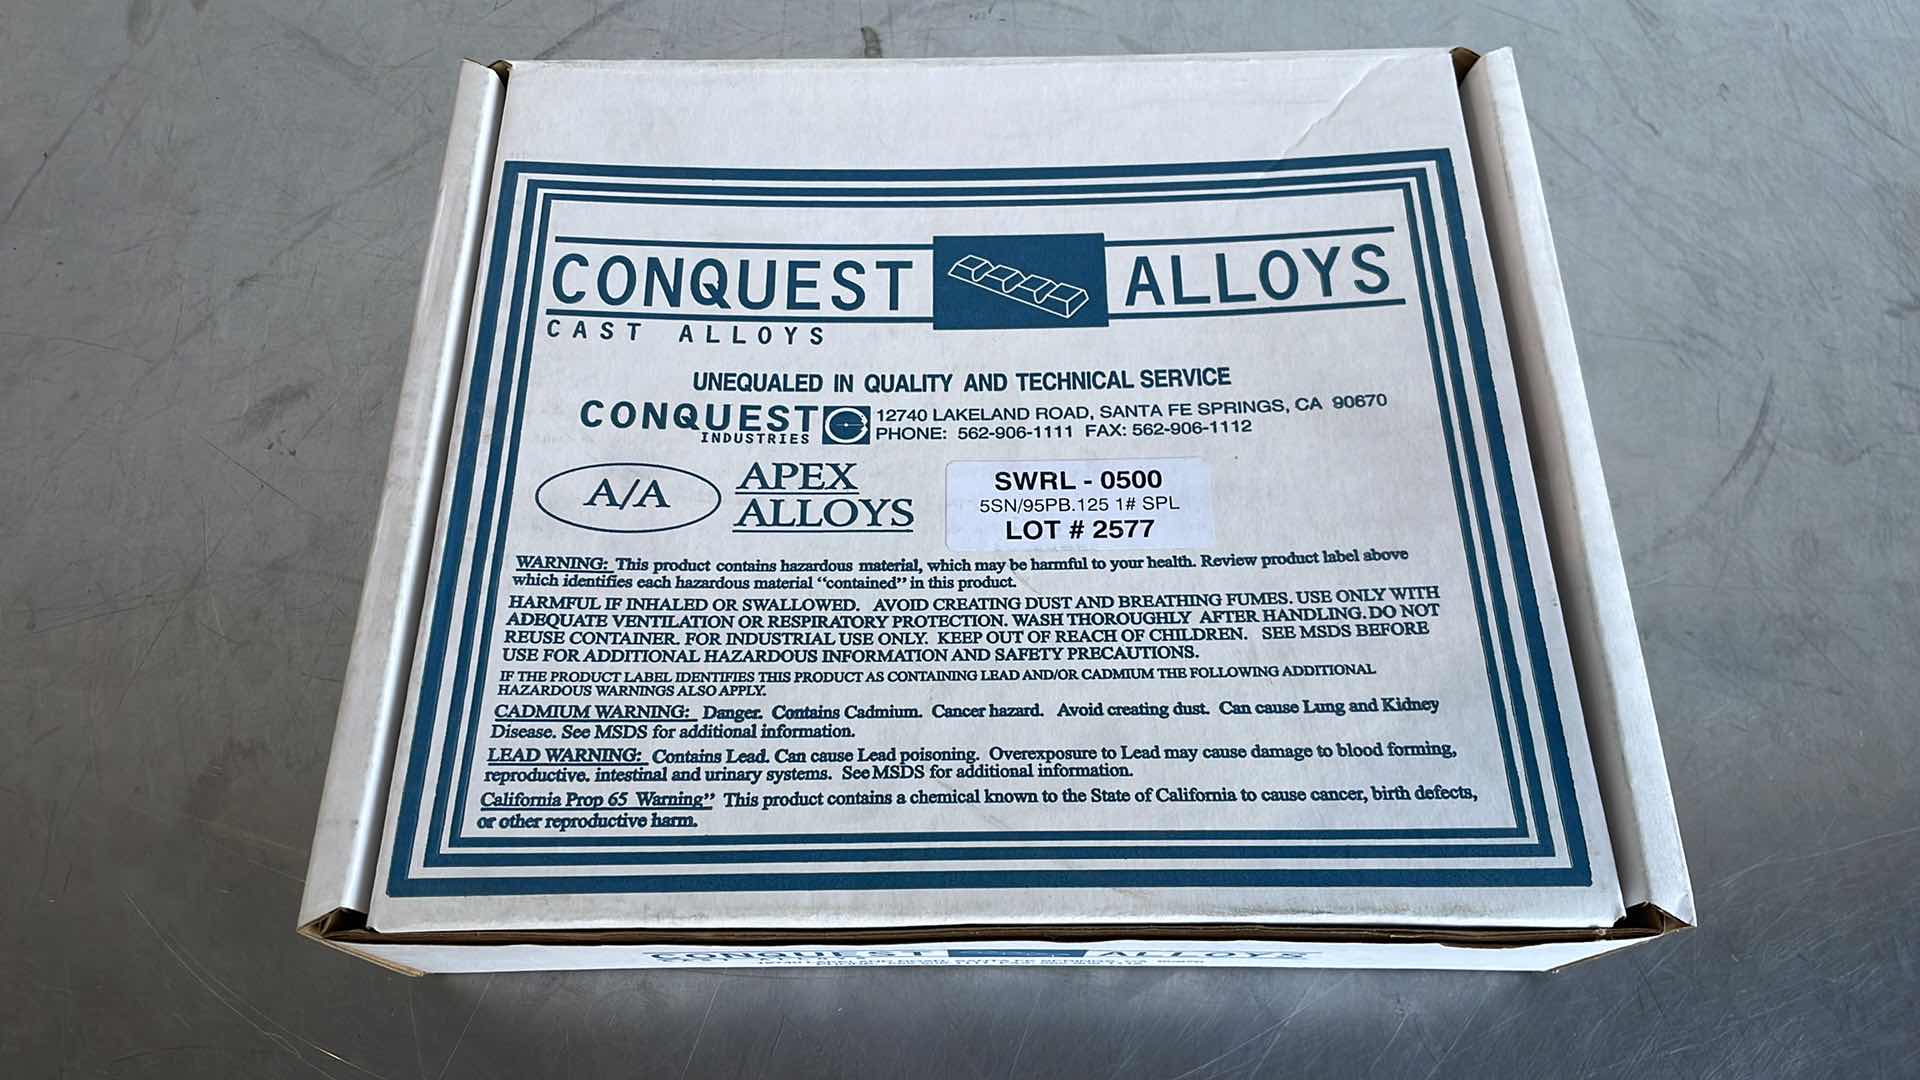 CONQUEST ALLOYS
CAST ALLOYS
UNEQUALED IN QUALITY AND TECHNICAL SERVICE
CONQUEST
INDUSTRIES
12740 LAKELAND ROAD, SANTA FE SPRINGS, CA 90670
PHONE: 562-906-1111 FAX: 562-906-1112
A/A
APEX
ALLOYS
SWRL - 0500
5SN/95PB.125 1# SPL
LOT # 2577
WARNING: This product contains hazardous material, which may be harmful to your health. Review product label above
which identifies each hazardous material "contained" in this product.
HARMFUL IF INHALED OR SWALLOWED. AVOID CREATING DUST AND BREATHING FUMES. USE ONLY WITH
ADEQUATE VENTILATION OR RESPIRATORY PROTECTION. WASH THOROUGHLY AFTER HANDLING. DO NOT
REUSE CONTAINER. FOR INDUSTRIAL USE ONLY. KEEP OUT OF REACH OF CHILDREN. SEE MSDS BEFORE
USE FOR ADDITIONAL HAZARDOUS INFORMATION AND SAFETY PRECAUTIONS.
IF THE PRODUCT LABEL IDENTIFIES THIS PRODUCT AS CONTAINING LEAD AND/OR CADMIUM THE FOLLOWING ADDITIONAL
HAZARDOUS WARNINGS ALSO APPLY.
CADMIUM WARNING: Danger. Contains Cadmium. Cancer hazard. Avoid creating dust. Can cause Lung and Kidney
Disease. See MSDS for additional information.
LEAD WARNING: Contains Lead. Can cause Lead poisoning. Overexposure to Lead may cause damage to blood forming,
reproductive. intestinal and urinary systems. See MSDS for additional information.
California Prop 65 Warning" This product contains a chemical known to the State of California to cause cancer, birth defects,
or other reproductive harm.
CONQUEST ALLOYS